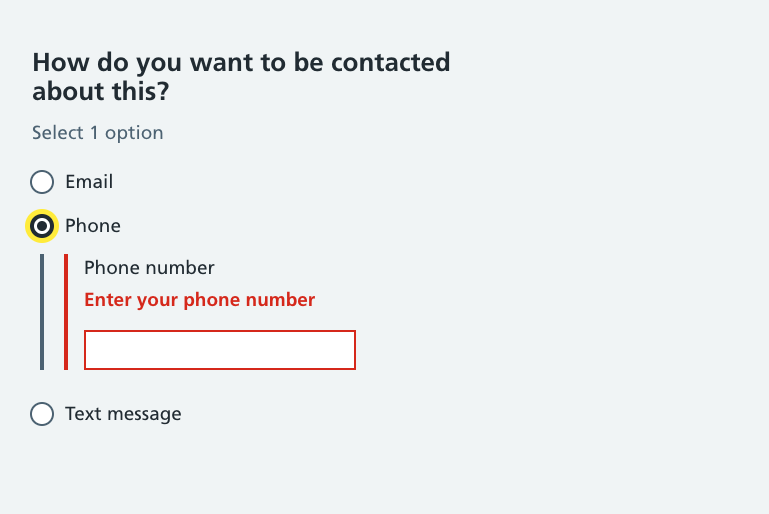 How do you want to be contacted
about this?
Select 1 option
Email
Phone
Phone number
Enter your phone number
Text message